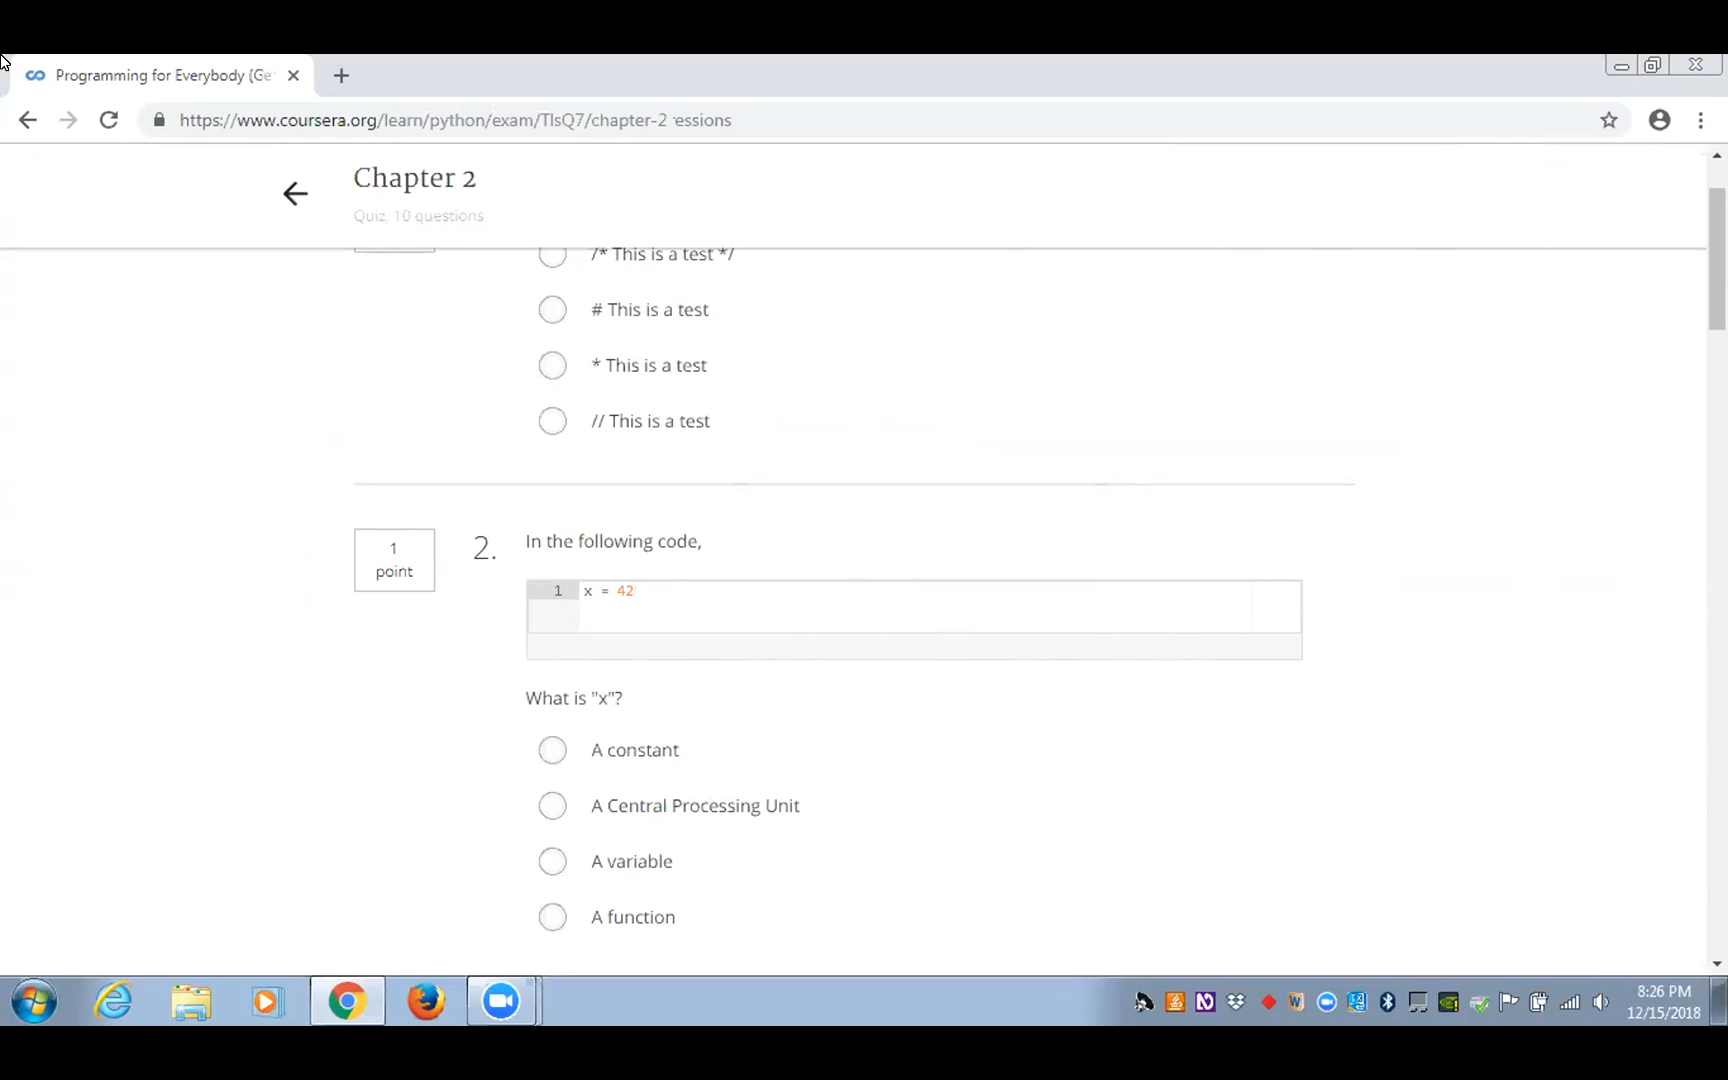 Programming for Everybody (Ge
https://www.coursera.org/learn/python/exam/TlsQ7/chapter-2 essions
Chapter 2
Quiz, 10 questions
/* This is a test */
# This is a test
* This is a test
// This is a test
1
point
2.
In the following code,
1
x = 42
What is "x"?
A constant
A Central Processing Unit
A variable
A function
8:26 PM
12/15/2018